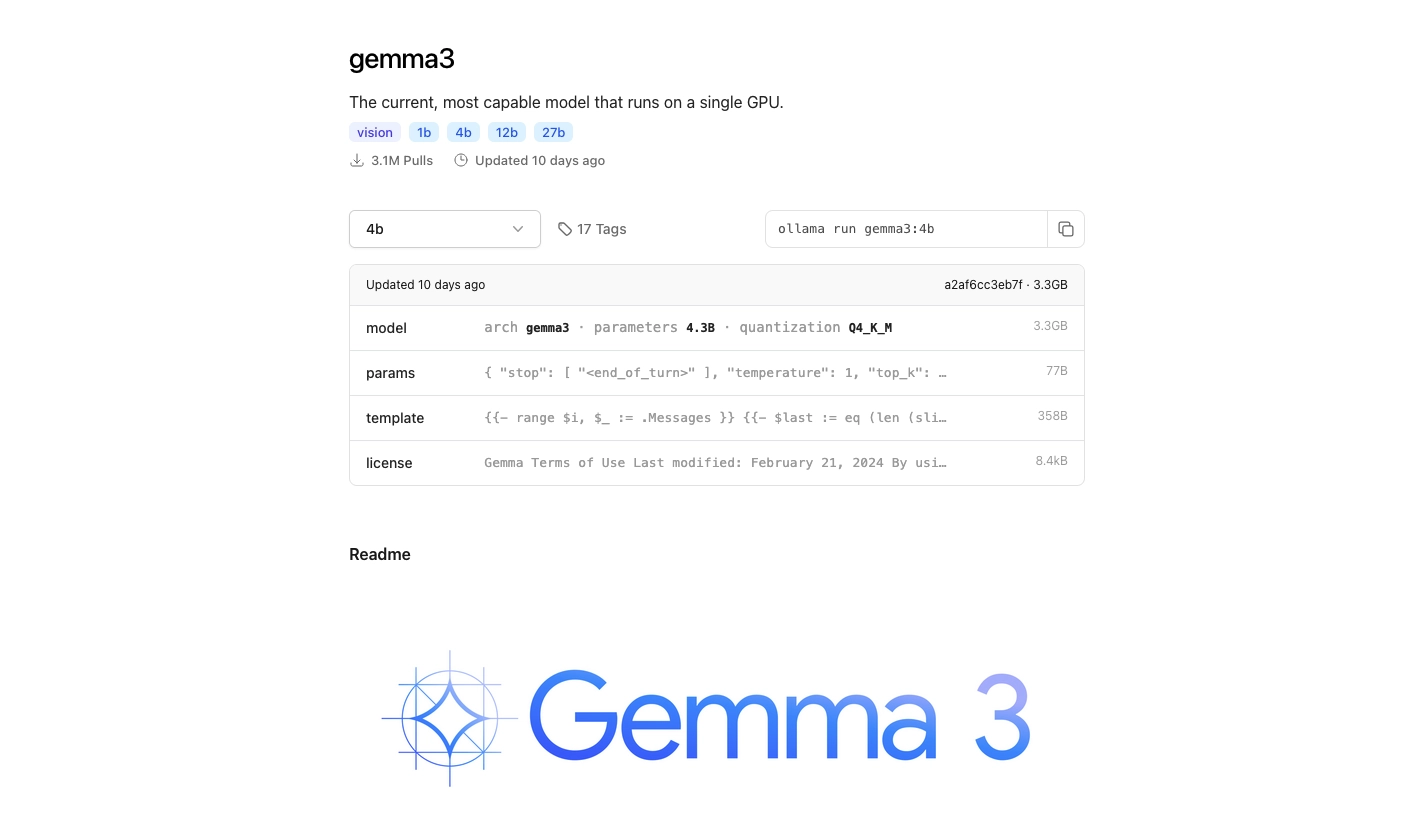 gemma3
The current, most capable model that runs on a single GPU.
vision 1b 4b 12b 27b
3.1M Pulls Updated 10 days ago
4b 17 Tags ollama run gemma3:4b
Updated 10 days ago a2af6cc3eb7f · 3.3GB
model arch gemma3 · parameters 4.3B · quantization Q4_K_M 3.3GB
params { "stop": [ "<end_of_turn>" ], "temperature": 1, "top_k": … 77B
template {{- range $i, $_ := .Messages }} {{- $last := eq (len (sli… 358B
license Gemma Terms of Use Last modified: February 21, 2024 By usi… 8.4kB
Readme
Gemma 3